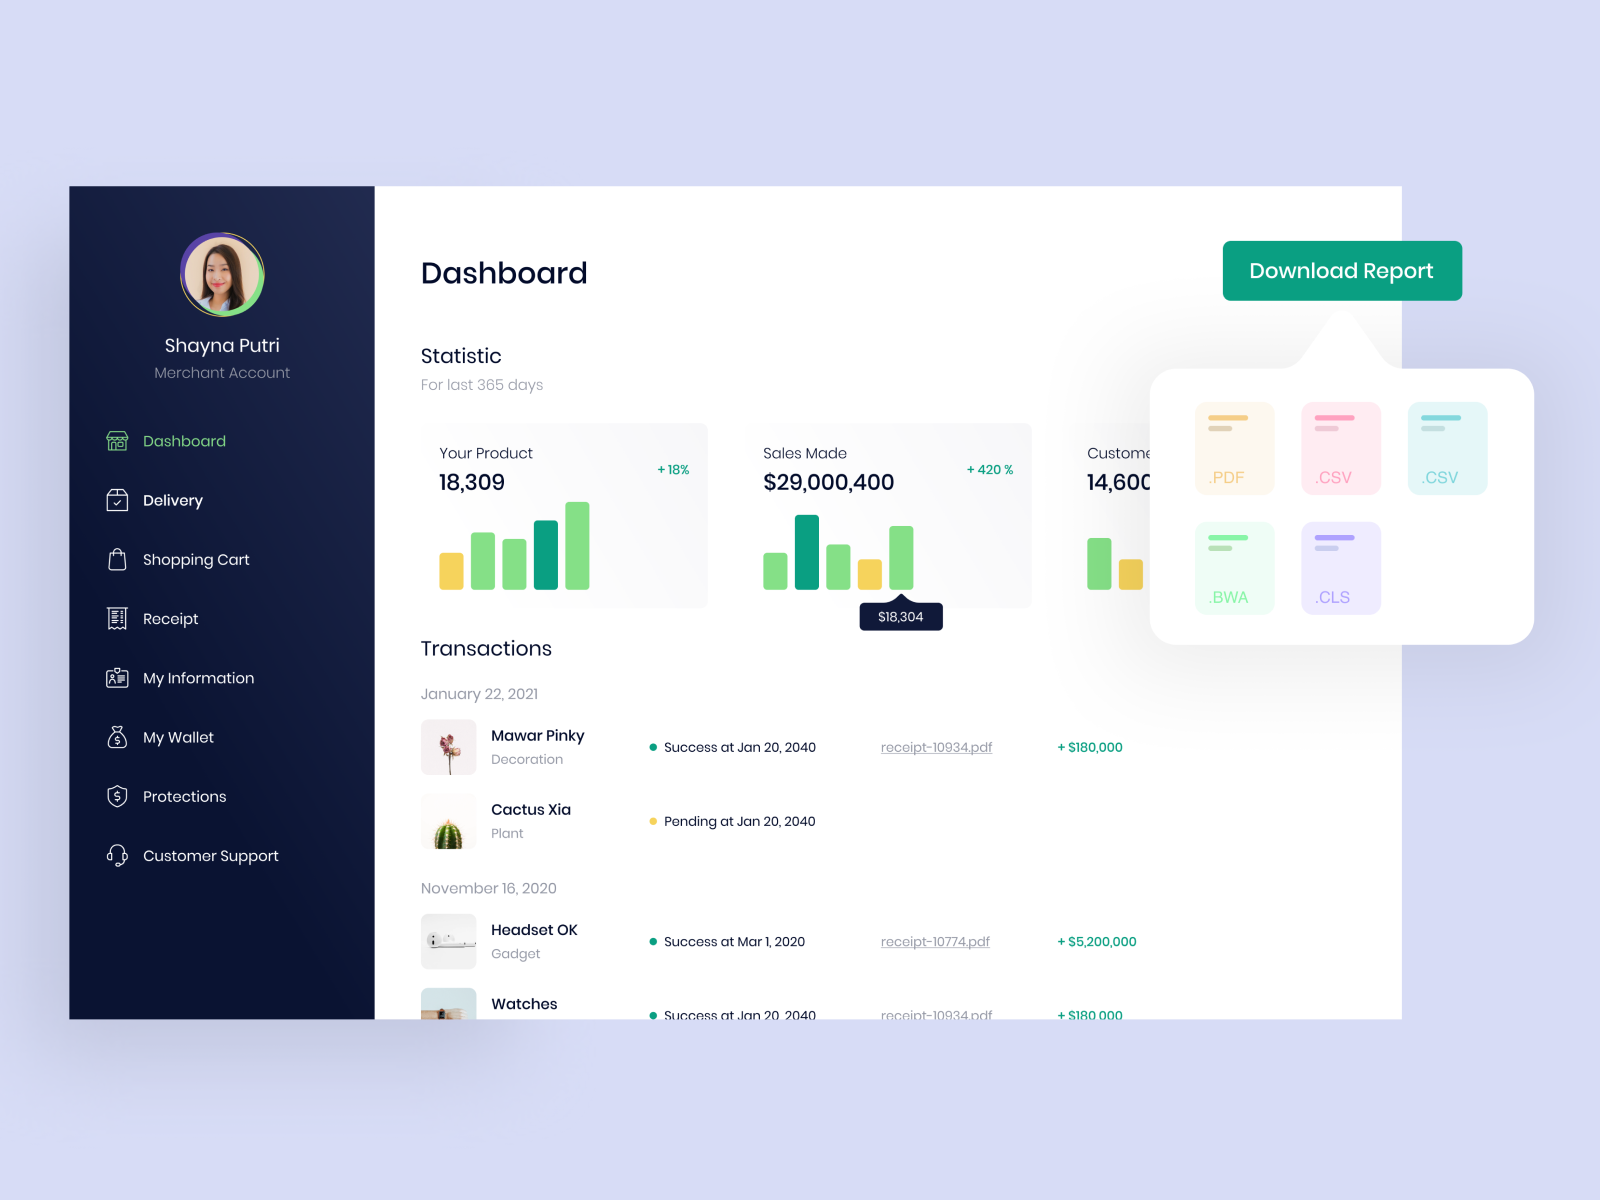 Shayna Putri
Merchant Account
Dashboard
Delivery
Shopping Cart
Receipt
My Information
My Wallet
Protections
Customer Support
Dashboard
Download Report
Statistic
For last 365 days
Your Product
18,309
+ 18%
Sales Made
$29,000,400
+ 420 %
$18,304
Custome
14,600
.PDF
.CSV
.CSV
.BWA
.CLS
Transactions
January 22, 2021
Mawar Pinky
Decoration
Success at Jan 20, 2040
receipt-10934.pdf
+ $180,000
Cactus Xia
Plant
Pending at Jan 20, 2040
November 16, 2020
Headset OK
Gadget
Success at Mar 1, 2020
receipt-10774.pdf
+ $5,200,000
Watches
Success at Jan 20, 2040
receipt-10934.pdf
+ $180,000